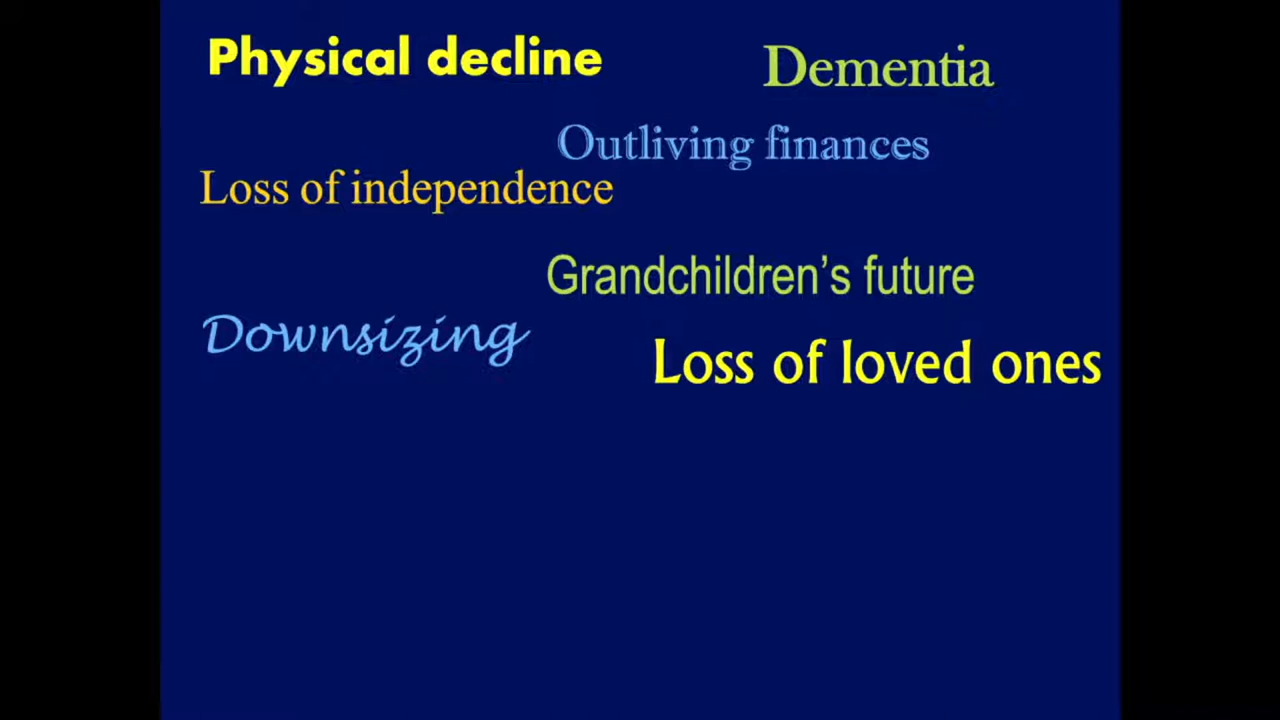 Physical decline
Dementia
Outliving finances
Loss of independence
Grandchildren’s future
Downsizing
Loss of loved ones